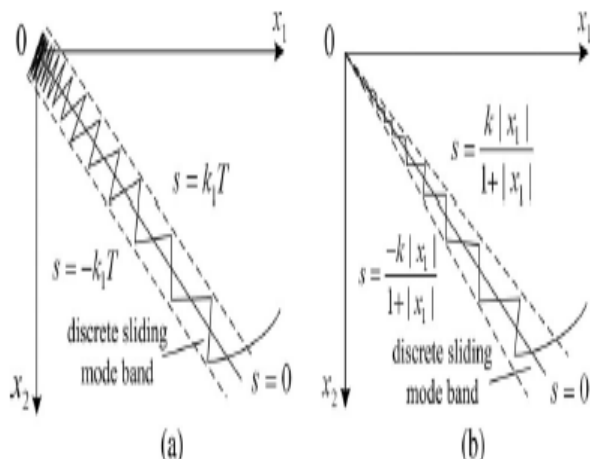 0
x₁
s = k₁T
s = −k₁T
discrete sliding
mode band
x₂
s = 0
(a)
0
x₁
s = k | x₁ | / 1+ | x₁ |
s = −k | x₁ | / 1+ | x₁ |
discrete sliding
mode band
x₂
s = 0
(b)